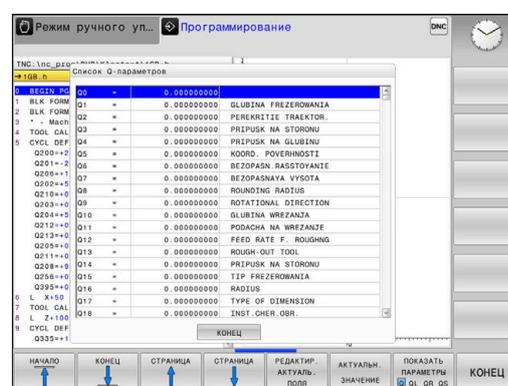 Режим ручного уп...
Программирование
DNC
TNC:\nc_pro
→1GB.h
Список Q-параметров
0 BEGIN PG
1 BLK FORM
2 BLK FORM
3 * - Mach
4 TOOL CAL
5 CYCL DEF
Q200=+2
Q201=-2
Q206=+1
Q202=+5
Q210=+0
Q203=+0
Q204=+5
Q212=+0
Q213=+0
Q205=+0
Q211=+0
Q208=+9
Q256=+0
Q395=+0
6 L X+50
7 TOOL CAL
8 L Z+100
9 CYCL DEF
Q335=+1
Q0 = 0.000000000
Q1 = 0.000000000 GLUBINA FREZEROWANIA
Q2 = 0.000000000 PEREKRITIE TRAEKTOR.
Q3 = 0.000000000 PRIPUSK NA STORONU
Q4 = 0.000000000 PRIPUSK NA GLUBINU
Q5 = 0.000000000 KOORD. POVERHNOSTI
Q6 = 0.000000000 BEZOPASN.RASSTOYANIE
Q7 = 0.000000000 BEZOPASNAYA VYSOTA
Q8 = 0.000000000 ROUNDING RADIUS
Q9 = 0.000000000 ROTATIONAL DIRECTION
Q10 = 0.000000000 GLUBINA WREZANJA
Q11 = 0.000000000 PODACHA NA WREZANJE
Q12 = 0.000000000 FEED RATE F. ROUGHNG
Q13 = 0.000000000 ROUGH-OUT TOOL
Q14 = 0.000000000 PRIPUSK NA STORONU
Q15 = 0.000000000 TIP FREZEROWANIA
Q16 = 0.000000000 RADIUS
Q17 = 0.000000000 TYPE OF DIMENSION
Q18 = 0.000000000 INST.CHER.OBR.
КОНЕЦ
НАЧАЛО
КОНЕЦ
СТРАНИЦА
СТРАНИЦА
РЕДАКТИР.
АКТУАЛЬ.
ПОЛЯ
АКТУАЛЬН.
ЗНАЧЕНИЕ
ПОКАЗАТЬ
ПАРАМЕТРЫ
Q QL QR QS
КОНЕЦ